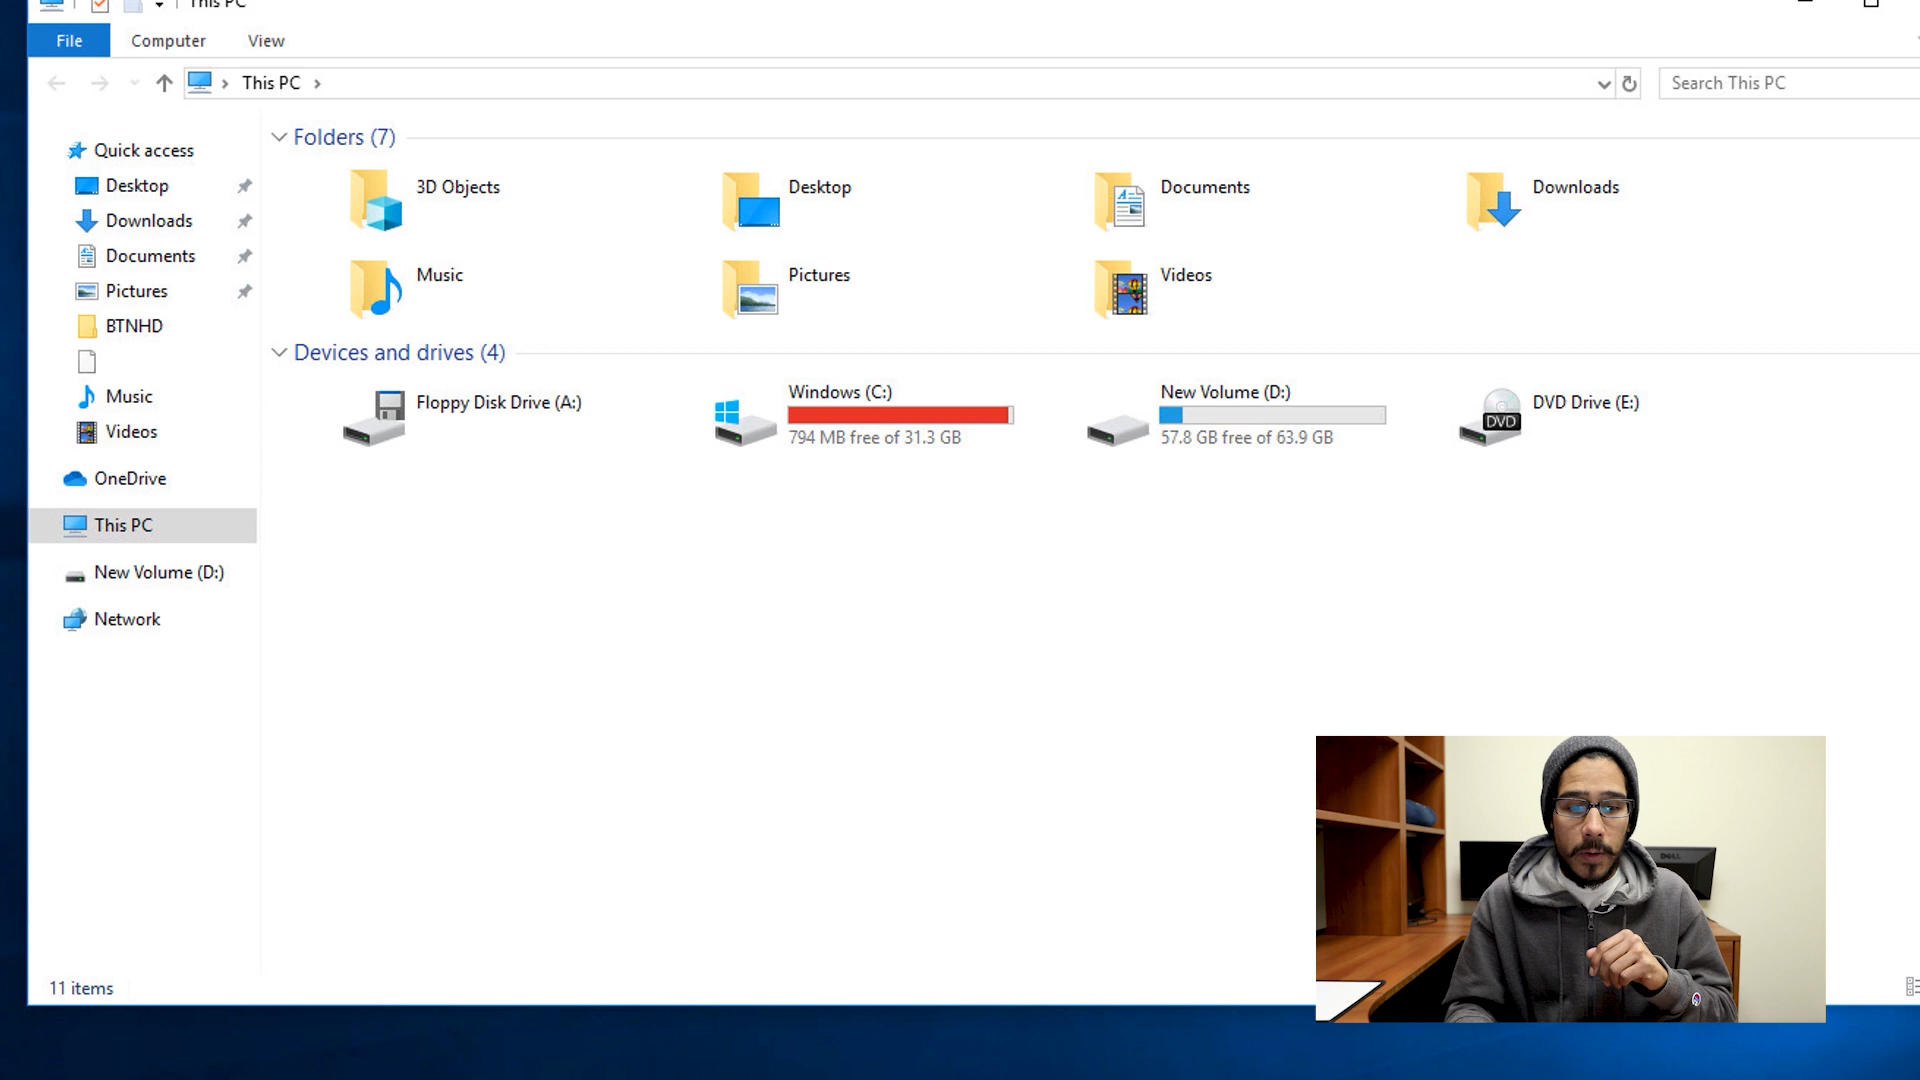 This PC
File Computer View
This PC
Search This PC
Quick access
Desktop
Downloads
Documents
Pictures
BTNHD
Music
Videos
OneDrive
This PC
New Volume (D:)
Network
Folders (7)
3D Objects
Desktop
Documents
Downloads
Music
Pictures
Videos
Devices and drives (4)
Floppy Disk Drive (A:)
Windows (C:)
794 MB free of 31.3 GB
New Volume (D:)
57.8 GB free of 63.9 GB
DVD
DVD Drive (E:)
DELL
11 items